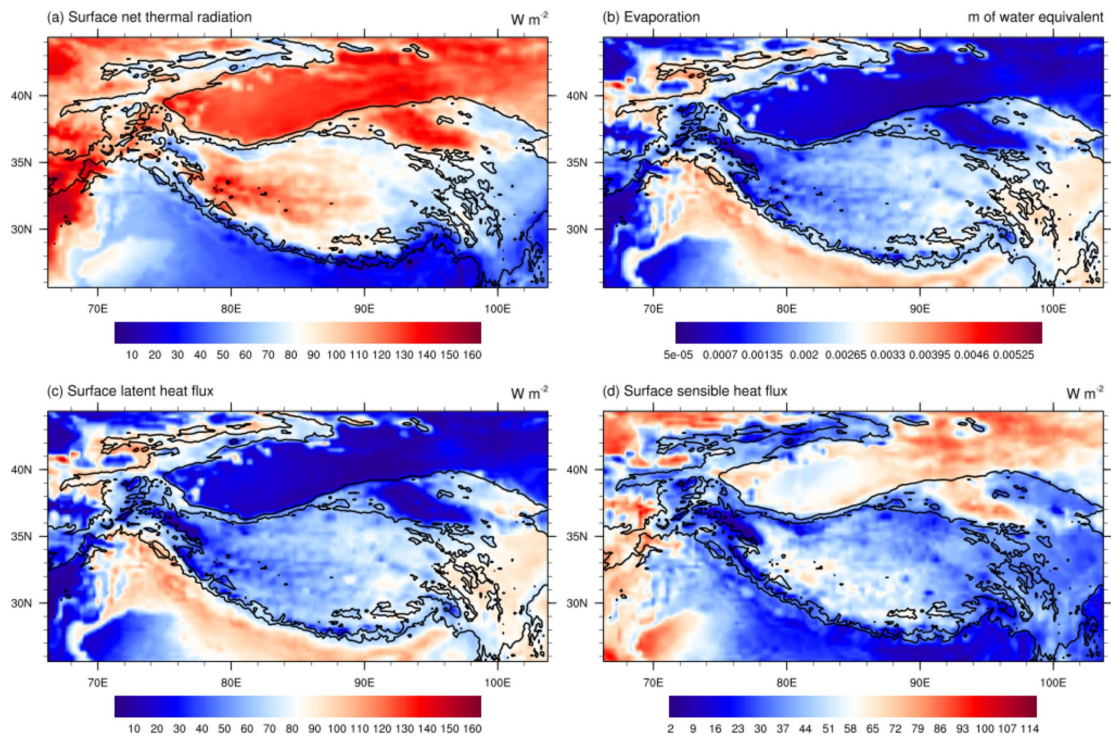 (a) Surface net thermal radiation W m-2
(b) Evaporation m of water equivalent
40N
35N
30N
70E 80E 90E 100E
10 20 30 40 50 60 70 80 90 100 110 120 130 140 150 160
40N
35N
30N
70E 80E 90E 100E
5e-05 0.0007 0.00135 0.002 0.00265 0.0033 0.00395 0.0046 0.00525
(c) Surface latent heat flux W m-2
(d) Surface sensible heat flux W m-2
40N
35N
30N
70E 80E 90E 100E
10 20 30 40 50 60 70 80 90 100 110 120 130 140 150 160
40N
35N
30N
70E 80E 90E 100E
2 9 16 23 30 37 44 51 58 65 72 79 86 93 100 107 114